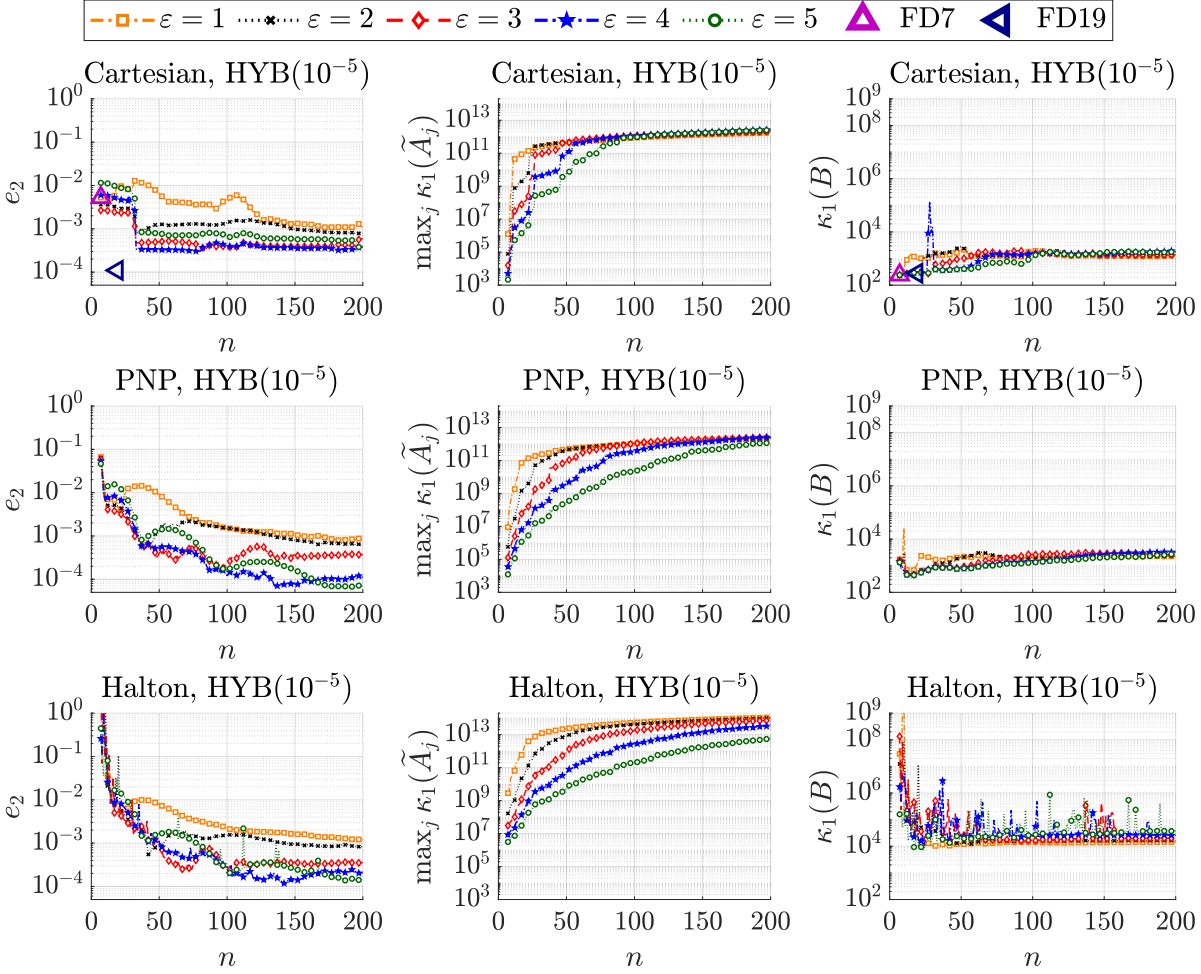 ε = 1 ε = 2 ε = 3 ε = 4 ε = 5 FD7 FD19
Cartesian, HYB(10⁻⁵) Cartesian, HYB(10⁻⁵) Cartesian, HYB(10⁻⁵)
e₂
10⁰
10⁻¹
10⁻²
10⁻³
10⁻⁴
0 50 100 150 200
n
maxⱼ κ₁(Ãⱼ)
10¹³
10¹¹
10⁹
10⁷
10⁵
10³
0 50 100 150 200
n
κ₁(B)
10⁹
10⁸
10⁶
10⁴
10²
0 50 100 150 200
n
PNP, HYB(10⁻⁵) PNP, HYB(10⁻⁵) PNP, HYB(10⁻⁵)
e₂
10⁰
10⁻¹
10⁻²
10⁻³
10⁻⁴
0 50 100 150 200
n
maxⱼ κ₁(Ãⱼ)
10¹³
10¹¹
10⁹
10⁷
10⁵
10³
0 50 100 150 200
n
κ₁(B)
10⁹
10⁸
10⁶
10⁴
10²
0 50 100 150 200
n
Halton, HYB(10⁻⁵) Halton, HYB(10⁻⁵) Halton, HYB(10⁻⁵)
e₂
10⁰
10⁻¹
10⁻²
10⁻³
10⁻⁴
0 50 100 150 200
n
maxⱼ κ₁(Ãⱼ)
10¹³
10¹¹
10⁹
10⁷
10⁵
10³
0 50 100 150 200
n
κ₁(B)
10⁹
10⁸
10⁶
10⁴
10²
0 50 100 150 200
n